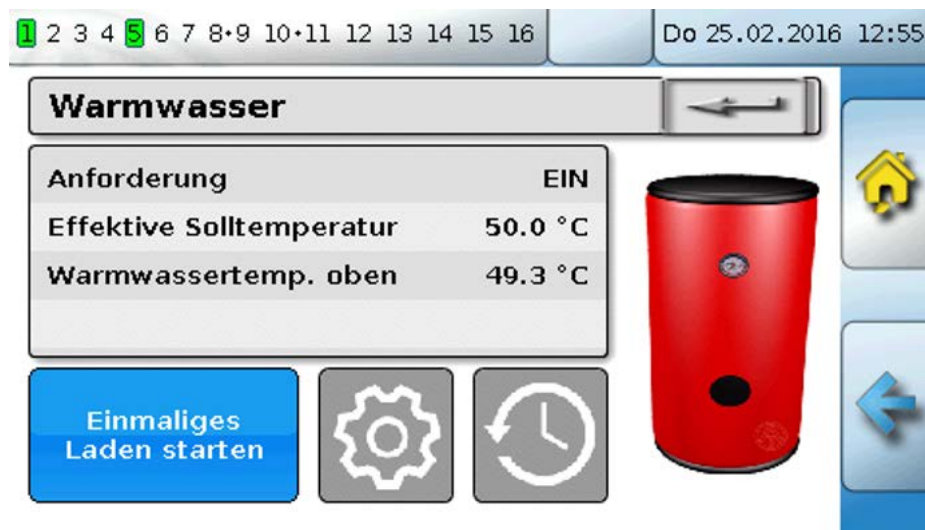 1 2 3 4 5 6 7 8•9 10•11 12 13 14 15 16 Do 25.02.2016 12:55
Warmwasser
Anforderung EIN
Effektive Solltemperatur 50.0 °C
Warmwassertemp. oben 49.3 °C
Einmaliges
Laden starten